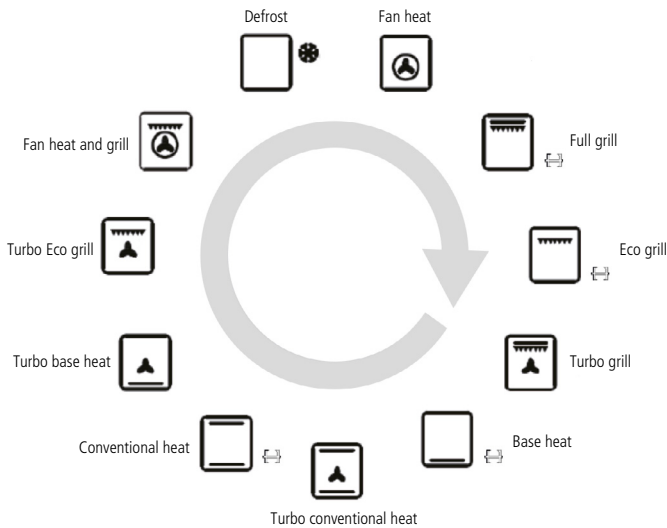 Defrost
Fan heat
Fan heat and grill
Full grill
Turbo Eco grill
Eco grill
Turbo base heat
Turbo grill
Conventional heat
Base heat
Turbo conventional heat